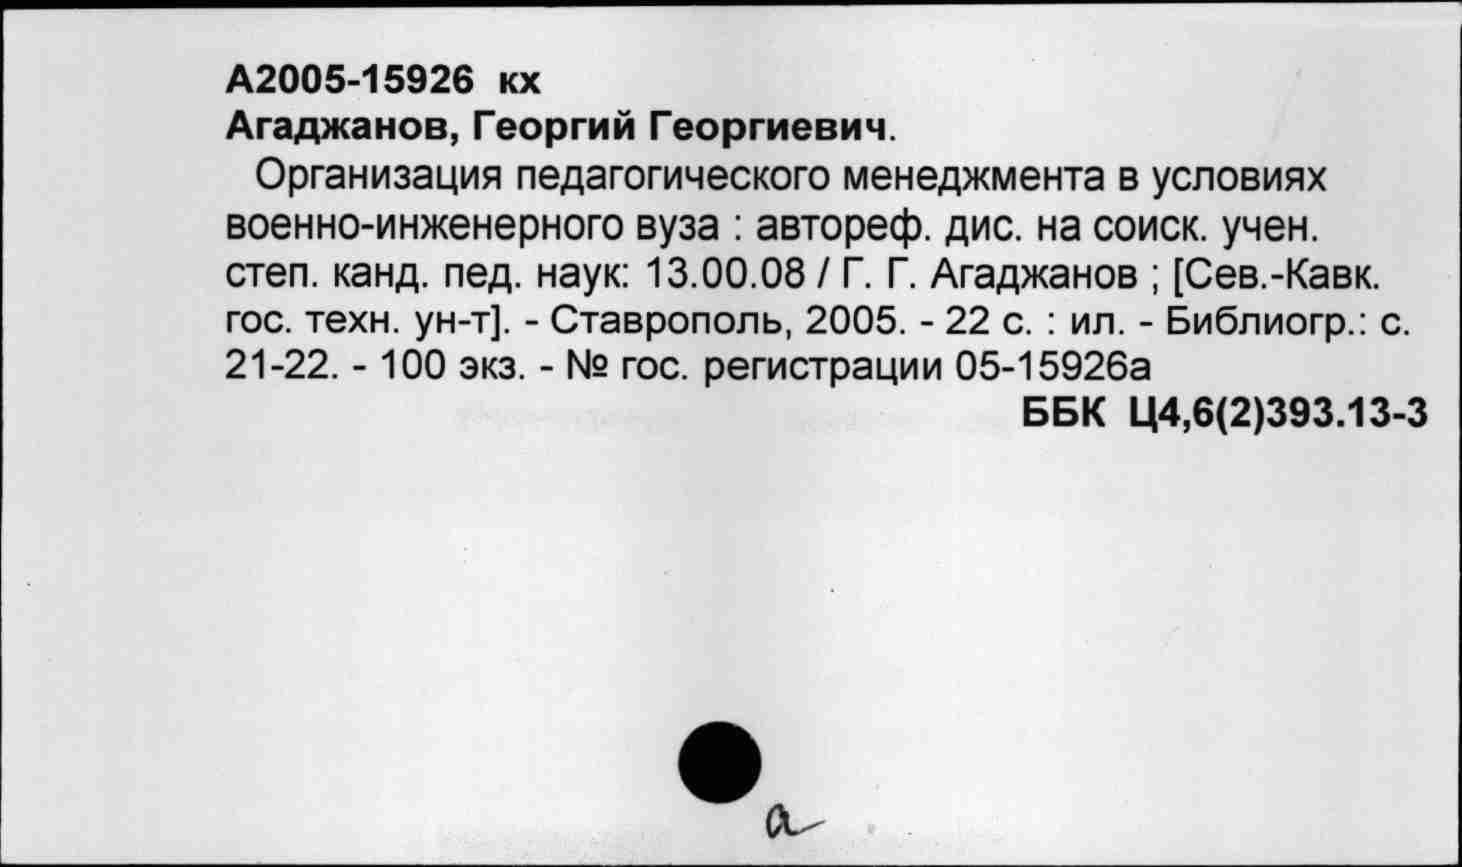 А2005-15926 кх
Агаджанов, Георгий Георгиевич.
Организация педагогического менеджмента в условиях
военно-инженерного вуза : автореф. дис. на соиск. учен.
степ. канд. пед. наук: 13.00.08 / Г. Г. Агаджанов ; [Сев.-Кавк.
гос. техн. ун-т]. - Ставрополь, 2005. - 22 с. : ил. - Библиогр.: с.
21-22. - 100 экз. - № гос. регистрации 05-15926а
ББК Ц4,6(2)393.13-3
а